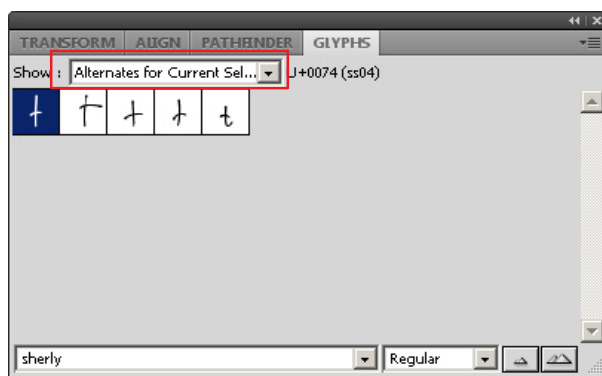 TRANSFORM ALIGN PATHFINDER GLYPHS
Show : Alternates for Current Sel... U+0074 (ss04)
t t t t t
sherly Regular